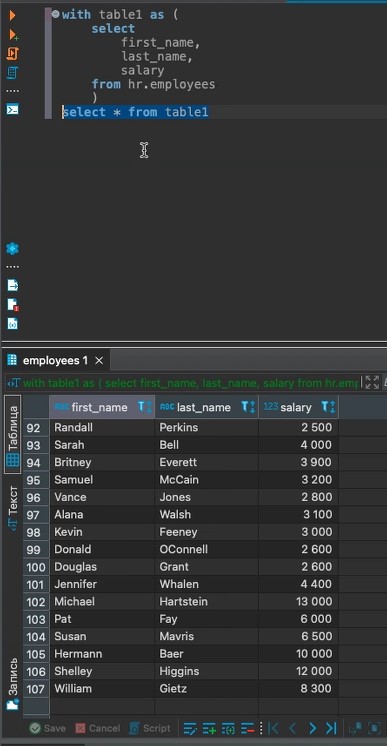 with table1 as (
select
first_name,
last_name,
salary
from hr.employees
)
select * from table1
employees 1
with table1 as ( select first_name, last_name, salary from hr.emp
Таблица
Текст
Запись
ABC first_name ABC last_name 123 salary
92 Randall Perkins 2 500
93 Sarah Bell 4 000
94 Britney Everett 3 900
95 Samuel McCain 3 200
96 Vance Jones 2 800
97 Alana Walsh 3 100
98 Kevin Feeney 3 000
99 Donald OConnell 2 600
100 Douglas Grant 2 600
101 Jennifer Whalen 4 400
102 Michael Hartstein 13 000
103 Pat Fay 6 000
104 Susan Mavris 6 500
105 Hermann Baer 10 000
106 Shelley Higgins 12 000
107 William Gietz 8 300
Save Cancel Script